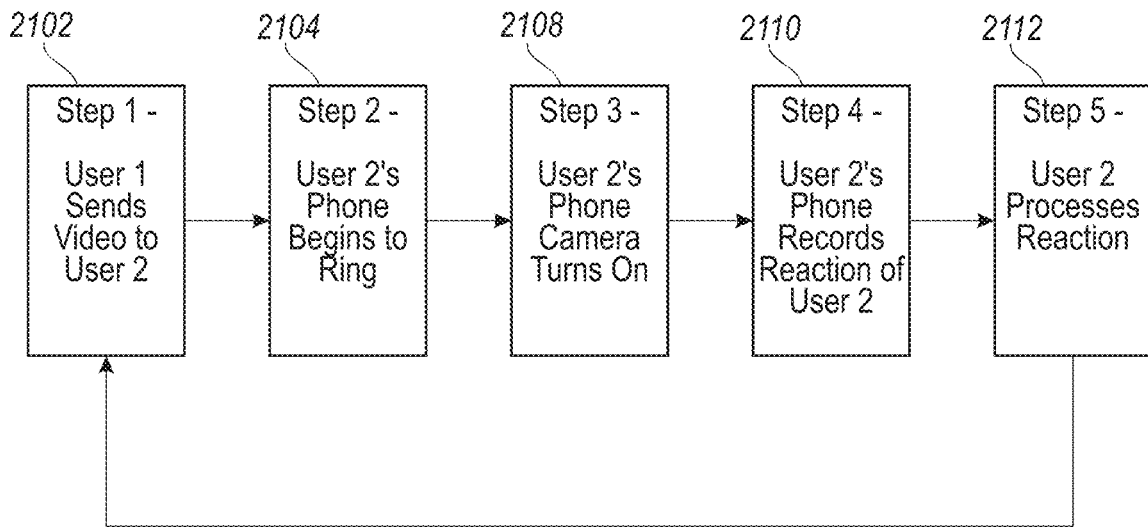 2102
2104
2108
2110
2112
Step 1 -
User 1
Sends
Video to
User 2
Step 2 -
User 2's
Phone
Begins to
Ring
Step 3 -
User 2's
Phone
Camera
Turns On
Step 4 -
User 2's
Phone
Records
Reaction of
User 2
Step 5 -
User 2
Processes
Reaction